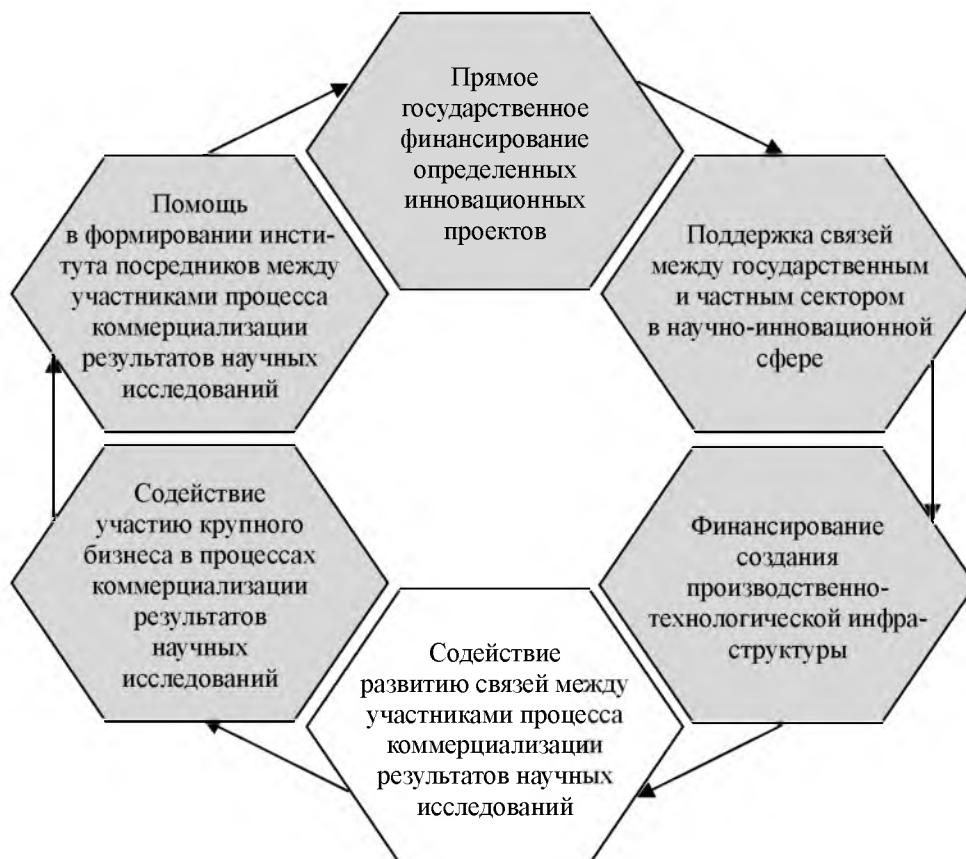 Прямое
государственное
финансирование
определенных
инновационных
проектов
Поддержка связей
между государственным
и частным сектором
в научно-инновационной
сфере
Финансирование
создания
производственно-
технологической инфра-
структуры
Содействие
развитию связей между
участниками процесса
коммерциализации
результатов научных
исследований
Содействие
участию крупного
бизнеса в процессах
коммерциализации
результатов
научных
исследований
Помощь
в формировании инсти-
тута посредников между
участниками процесса
коммерциализации
результатов научных
исследований